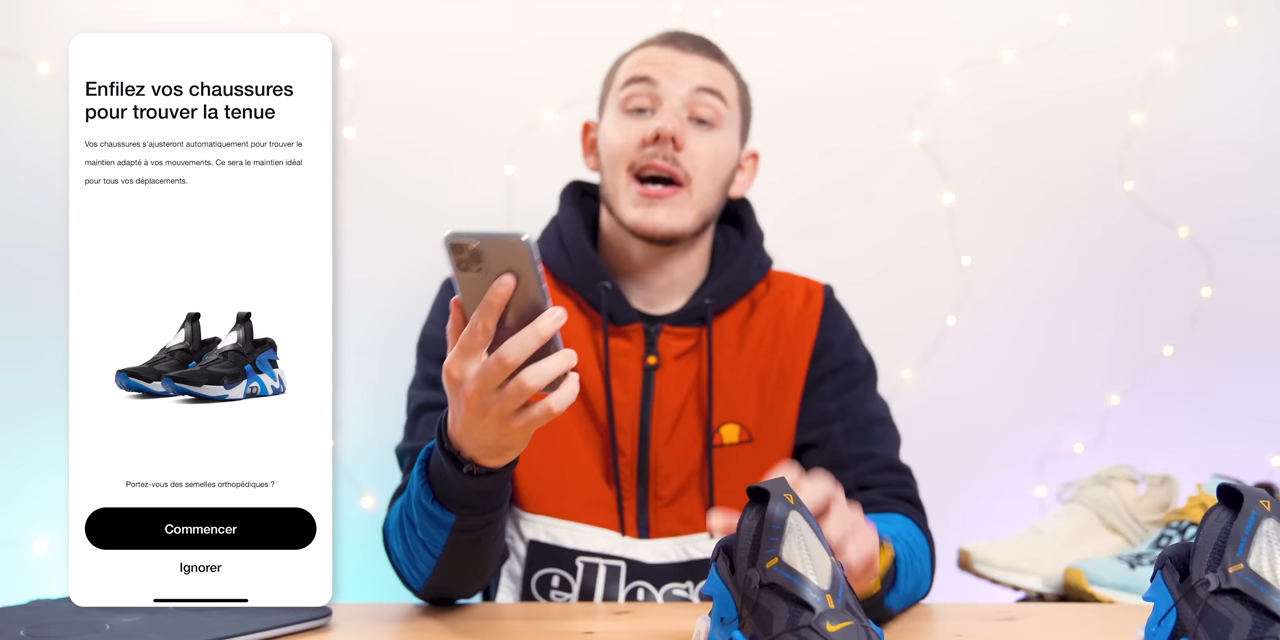 Enfilez vos chaussures
pour trouver la tenue
Vos chaussures s'ajusteront automatiquement pour trouver le
maintien adapté à vos mouvements. Ce sera le maintien idéal
pour tous vos déplacements.
Portez-vous des semelles orthopédiques ?
Commencer
Ignorer